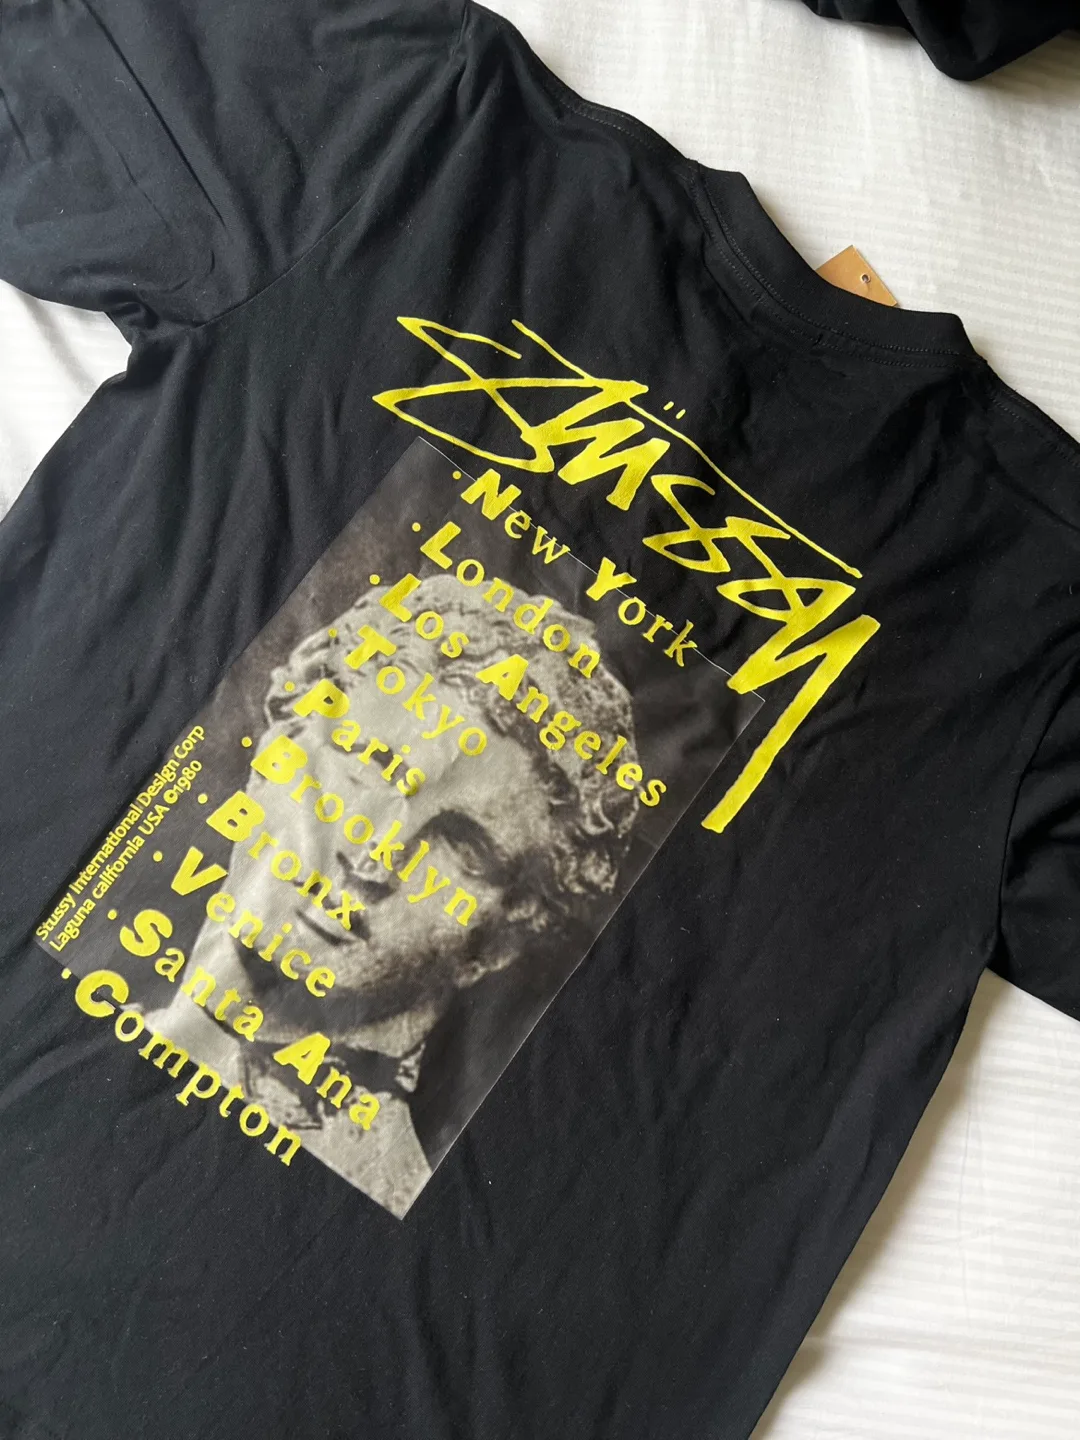 Stüssy
·New York
·London
·Los Angeles
·Tokyo
·Paris
·Brooklyn
·Bronx
·Venice
·Santa Ana
·Compton
Stussy International Design Corp
Laguna california USA ©1980